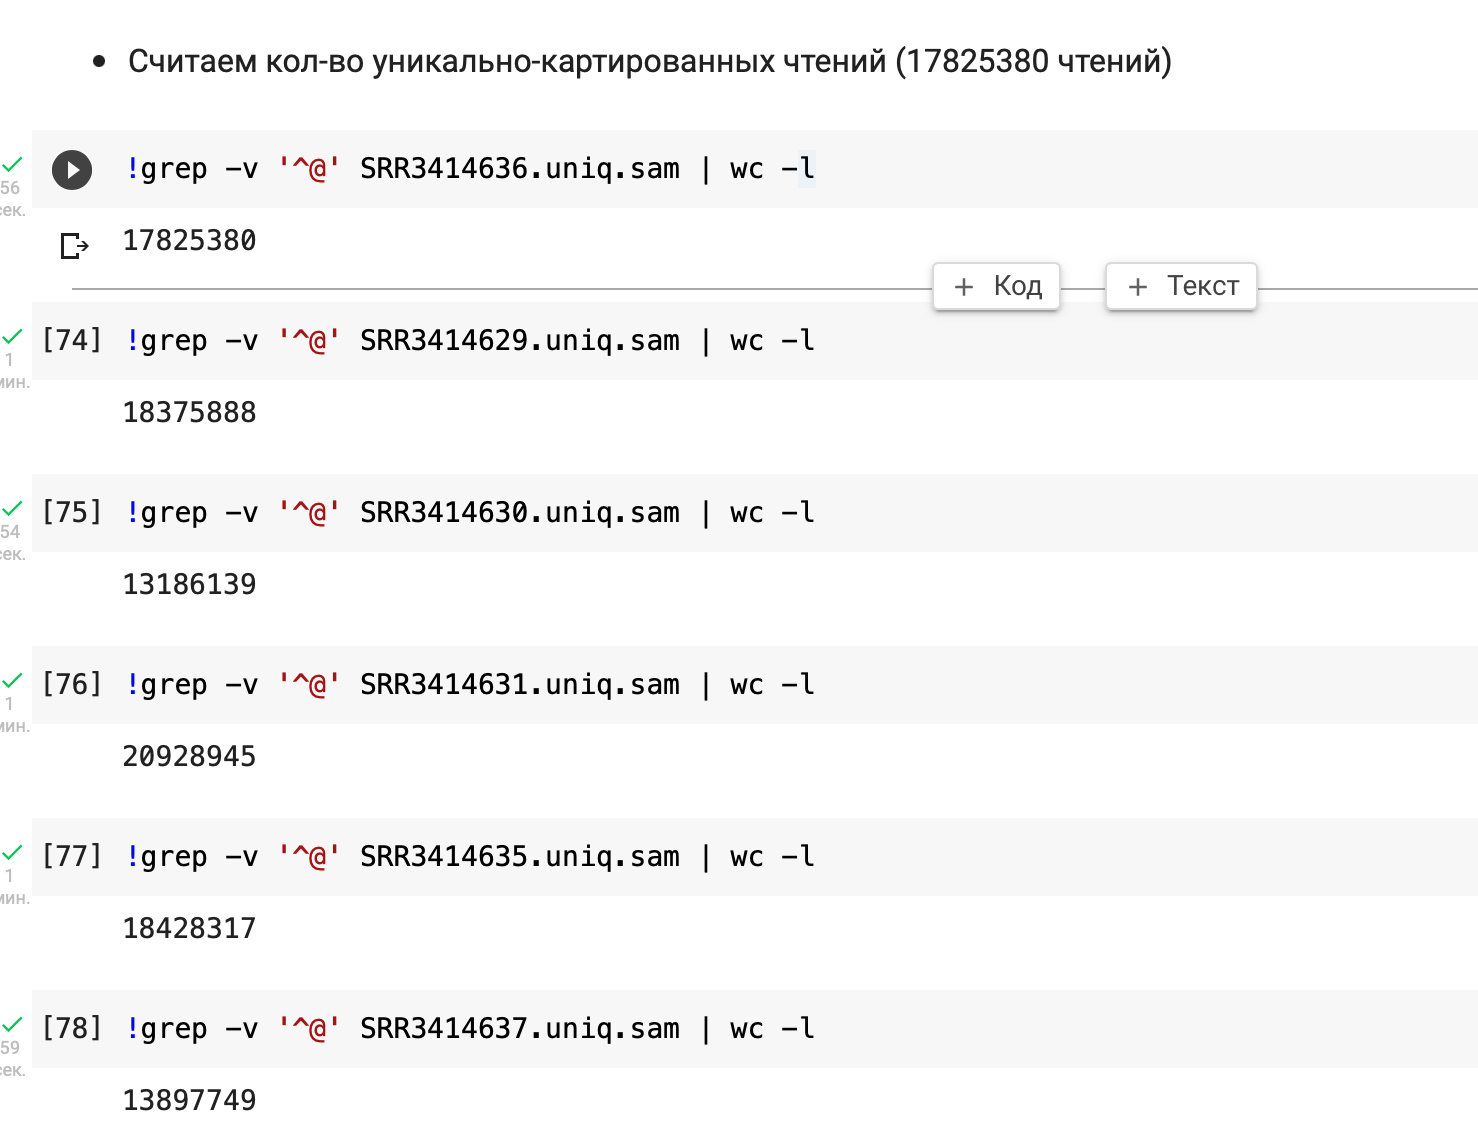 • Считаем кол-во уникально-картированных чтений (17825380 чтений)
56
сек.
!grep -v '^@' SRR3414636.uniq.sam | wc -l
17825380
+ Код + Текст
1
мин.
[74] !grep -v '^@' SRR3414629.uniq.sam | wc -l
18375888
54
сек.
[75] !grep -v '^@' SRR3414630.uniq.sam | wc -l
13186139
1
мин.
[76] !grep -v '^@' SRR3414631.uniq.sam | wc -l
20928945
1
мин.
[77] !grep -v '^@' SRR3414635.uniq.sam | wc -l
18428317
59
сек.
[78] !grep -v '^@' SRR3414637.uniq.sam | wc -l
13897749